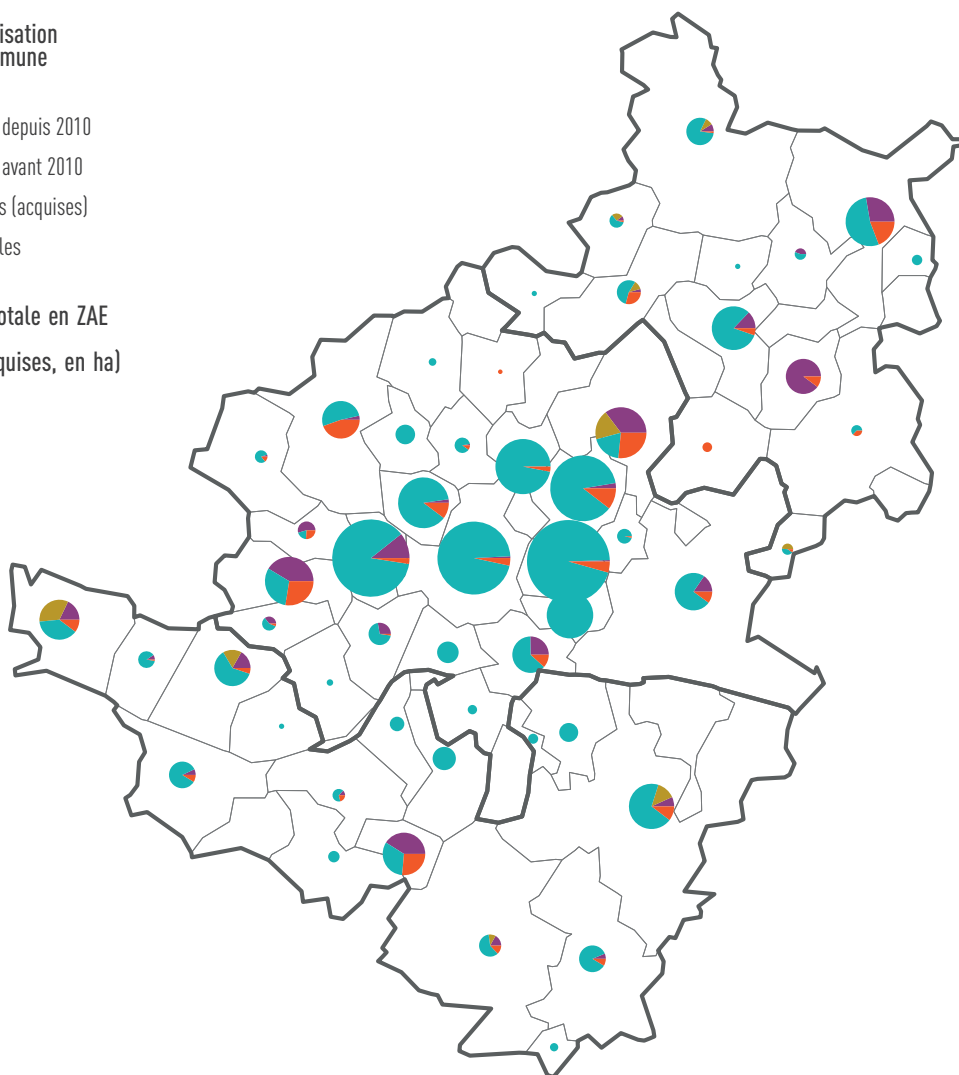 isation
mune
depuis 2010
avant 2010
s (acquises)
les
otale en ZAE
quises, en ha)